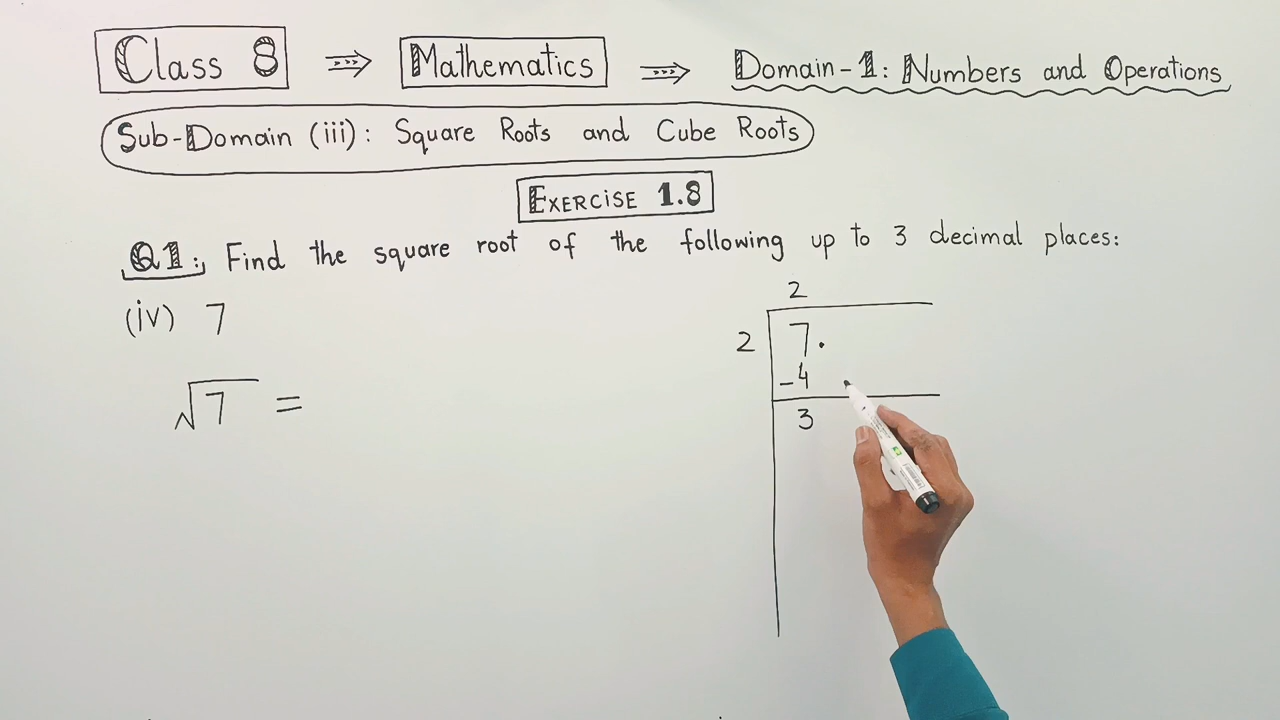 Class 8 ⇒ Mathematics ⇒ Domain-1: Numbers and Operations
Sub-Domain (iii): Square Roots and Cube Roots
Exercise 1.8
Q1: Find the square root of the following up to 3 decimal places:
(iv) 7
√7 =
2
2 7.
-4
3